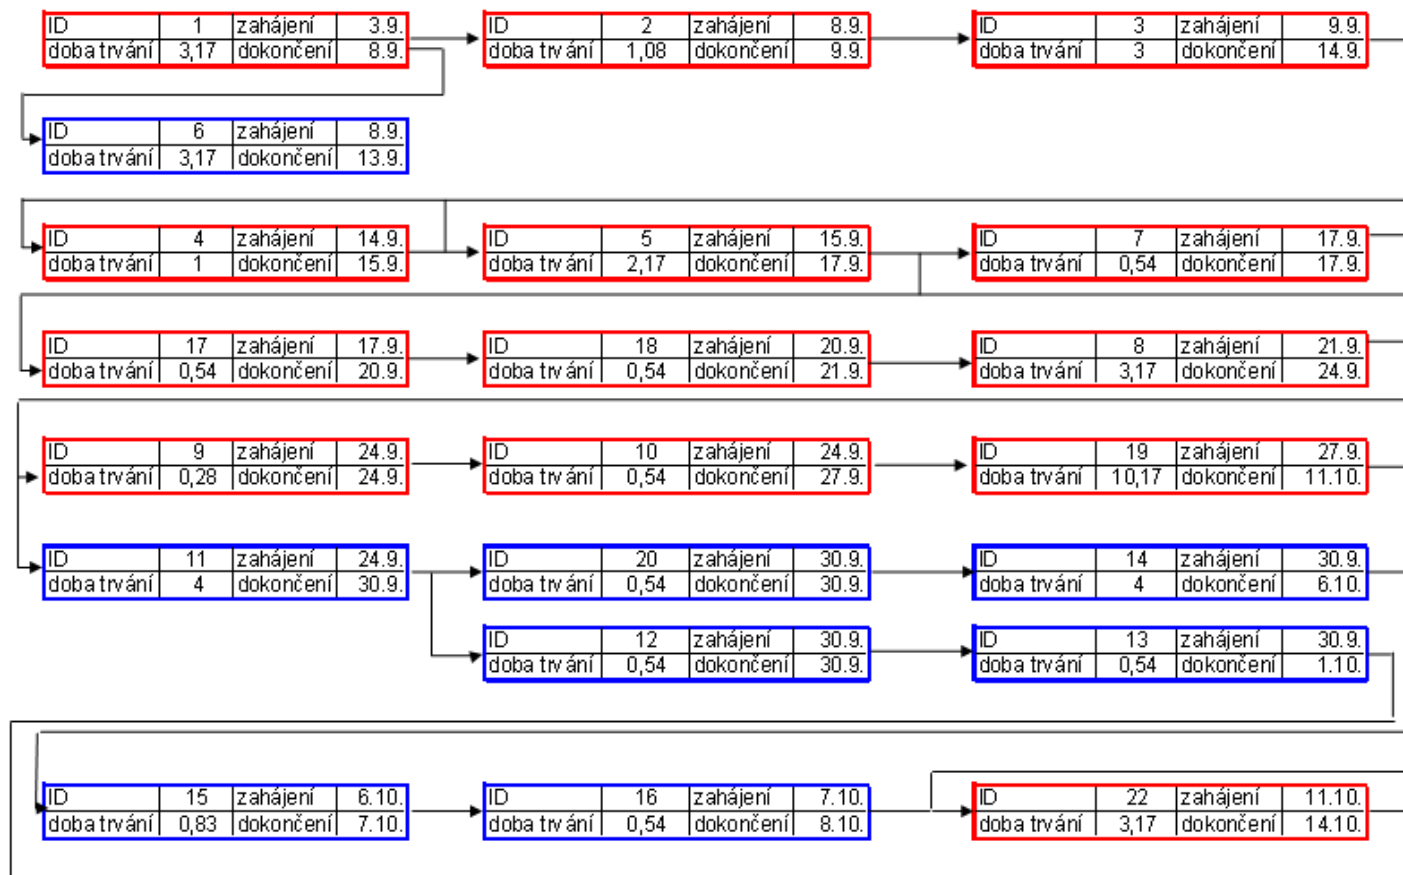 ID 1 zahájení 3.9. ID 2 zahájení 8.9. ID 3 zahájení 9.9.
doba trvání 3,17 dokončení 8.9. doba trvání 1,08 dokončení 9.9. doba trvání 3 dokončení 14.9.
ID 6 zahájení 8.9.
doba trvání 3,17 dokončení 13.9.
ID 4 zahájení 14.9. ID 5 zahájení 15.9. ID 7 zahájení 17.9.
doba trvání 1 dokončení 15.9. doba trvání 2,17 dokončení 17.9. doba trvání 0,54 dokončení 17.9.
ID 17 zahájení 17.9. ID 18 zahájení 20.9. ID 8 zahájení 21.9.
doba trvání 0,54 dokončení 20.9. doba trvání 0,54 dokončení 21.9. doba trvání 3,17 dokončení 24.9.
ID 9 zahájení 24.9. ID 10 zahájení 24.9. ID 19 zahájení 27.9.
doba trvání 0,28 dokončení 24.9. doba trvání 0,54 dokončení 27.9. doba trvání 10,17 dokončení 11.10.
ID 11 zahájení 24.9. ID 20 zahájení 30.9. ID 14 zahájení 30.9.
doba trvání 4 dokončení 30.9. doba trvání 0,54 dokončení 30.9. doba trvání 4 dokončení 6.10.
ID 12 zahájení 30.9. ID 13 zahájení 30.9.
doba trvání 0,54 dokončení 30.9. doba trvání 0,54 dokončení 1.10.
ID 15 zahájení 6.10. ID 16 zahájení 7.10. ID 22 zahájení 11.10.
doba trvání 0,83 dokončení 7.10. doba trvání 0,54 dokončení 8.10. doba trvání 3,17 dokončení 14.10.